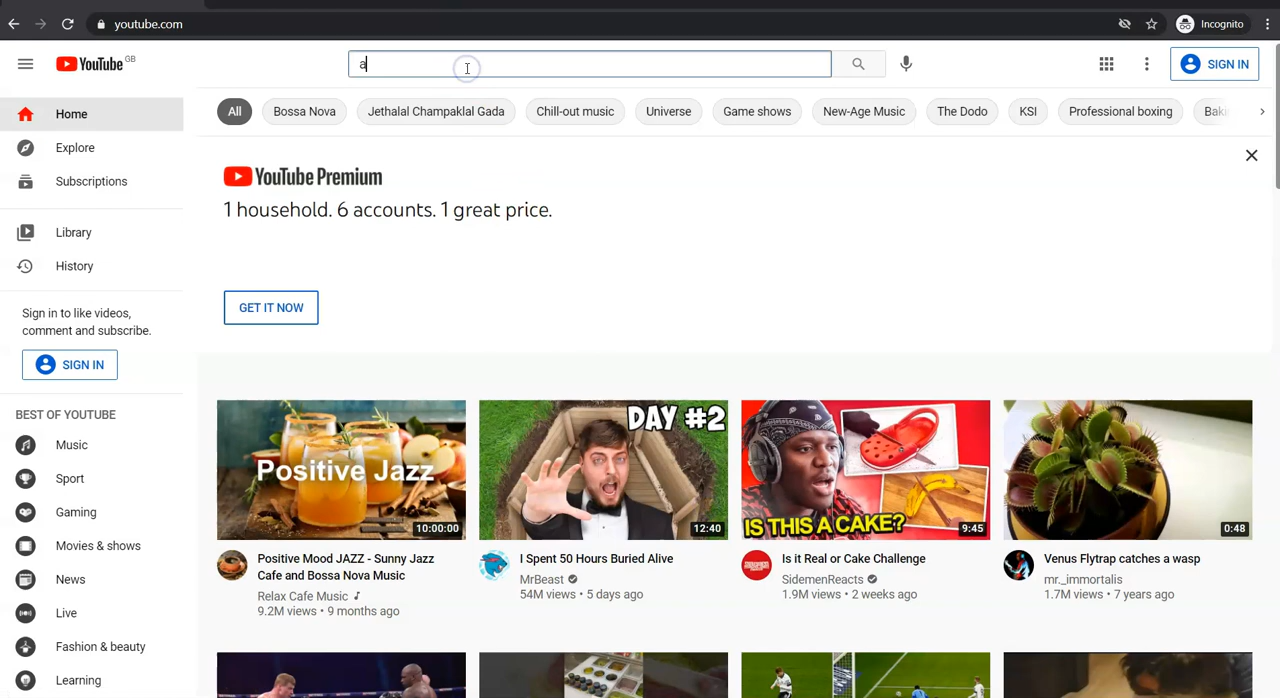 youtube.com
Incognito
YouTube GB
a
SIGN IN
Home
Explore
Subscriptions
Library
History
Sign in to like videos,
comment and subscribe.
SIGN IN
BEST OF YOUTUBE
Music
Sport
Gaming
Movies & shows
News
Live
Fashion & beauty
Learning
All
Bossa Nova
Jethalal Champaklal Gada
Chill-out music
Universe
Game shows
New-Age Music
The Dodo
KSI
Professional boxing
YouTube Premium
1 household. 6 accounts. 1 great price.
GET IT NOW
Positive Jazz
10:00:00
Positive Mood JAZZ - Sunny Jazz
Cafe and Bossa Nova Music
Relax Cafe Music
9.2M views • 9 months ago
DAY #2
12:40
I Spent 50 Hours Buried Alive
MrBeast
54M views • 5 days ago
IS THIS A CAKE?
9:45
Is it Real or Cake Challenge
SidemenReacts
1.9M views • 2 weeks ago
0:48
Venus Flytrap catches a wasp
mr._immortalis
1.7M views • 7 years ago